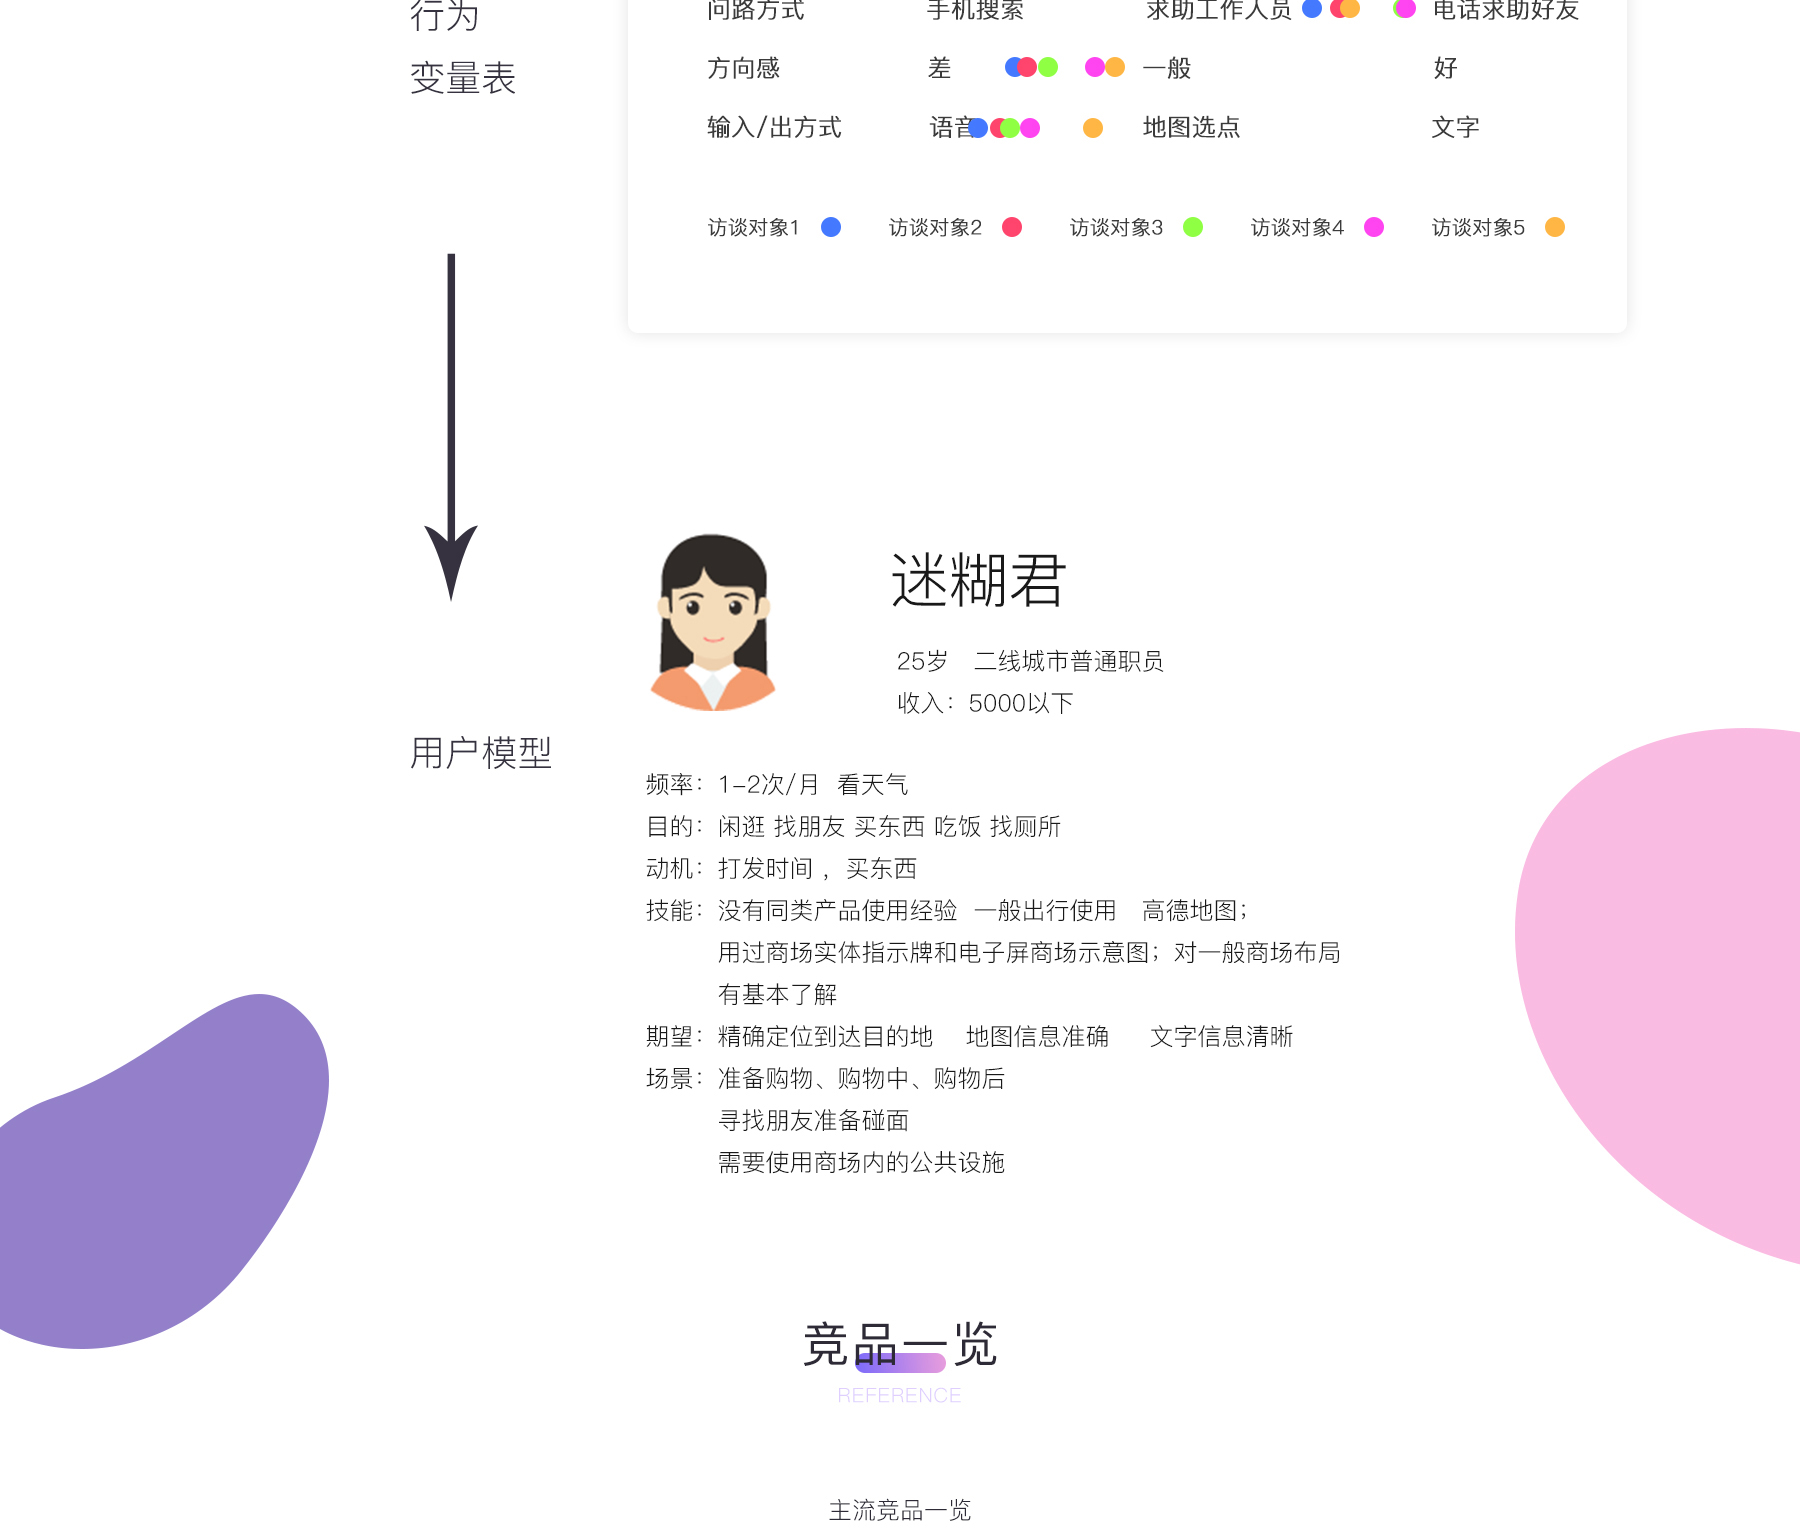 行为
变量表
问路方式 手机搜索 求助工作人员 电话求助好友
方向感 差 一般 好
输入/出方式 语音 地图选点 文字
访谈对象1 访谈对象2 访谈对象3 访谈对象4 访谈对象5
迷糊君
25岁 二线城市普通职员
收入：5000以下
用户模型
频率：1-2次/月 看天气
目的：闲逛 找朋友 买东西 吃饭 找厕所
动机：打发时间 ，买东西
技能：没有同类产品使用经验 一般出行使用 高德地图；
用过商场实体指示牌和电子屏商场示意图；对一般商场布局
有基本了解
期望：精确定位到达目的地 地图信息准确 文字信息清晰
场景：准备购物、购物中、购物后
寻找朋友准备碰面
需要使用商场内的公共设施
竞品一览
REFERENCE
主流竞品一览